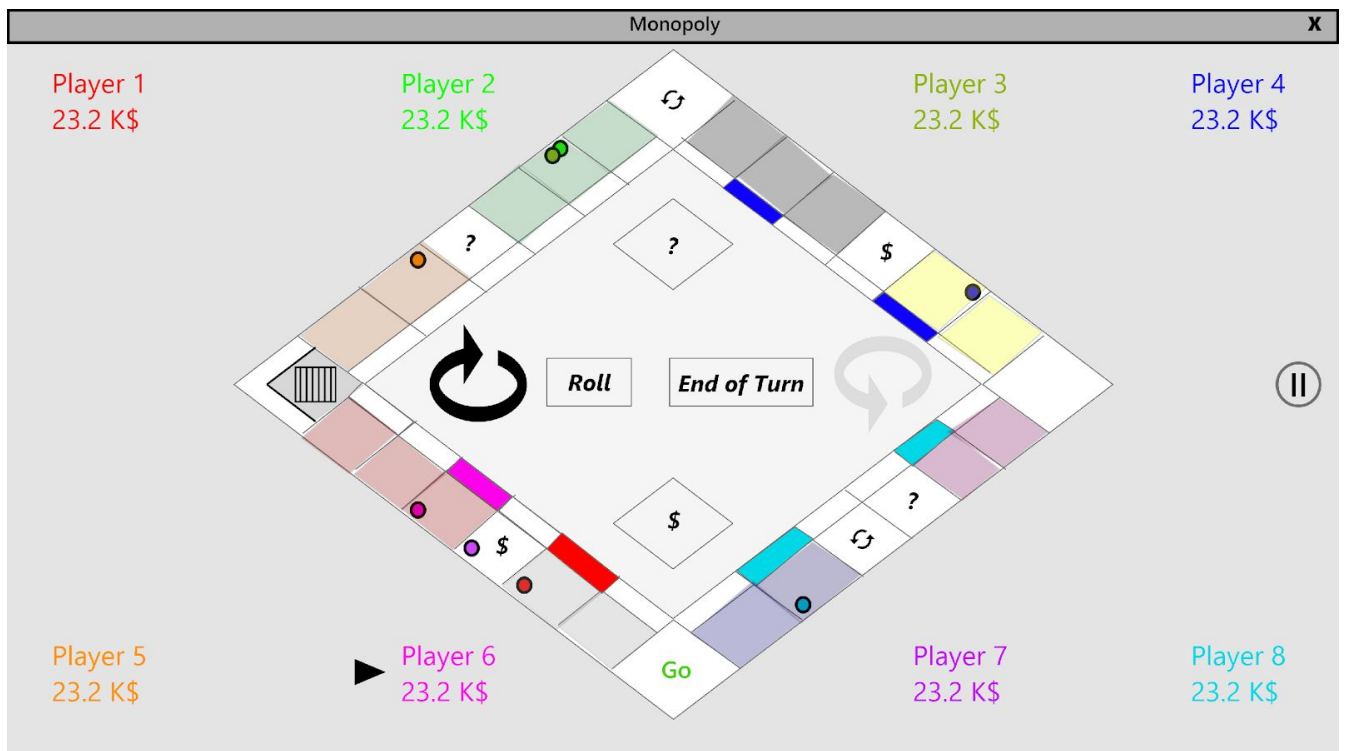 Monopoly X
Player 1
23.2 K$
Player 2
23.2 K$
Player 3
23.2 K$
Player 4
23.2 K$
?
?
$
Roll
End of Turn
?
$
$
Go
Player 5
23.2 K$
Player 6
23.2 K$
Player 7
23.2 K$
Player 8
23.2 K$